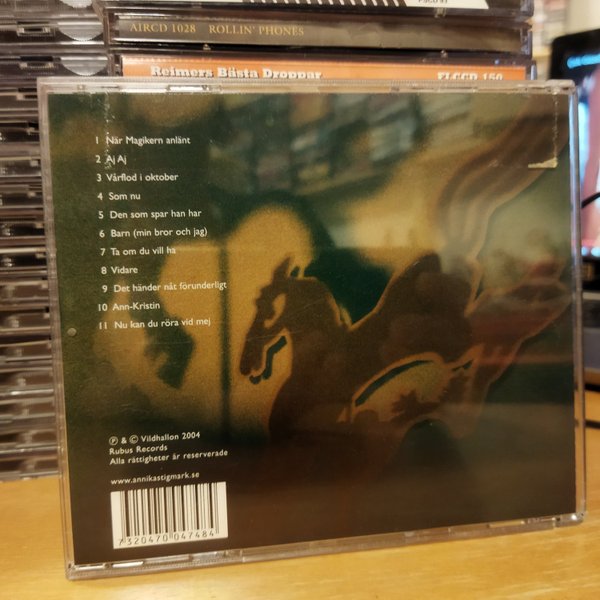 AIRCD 1028 ROLLIN' PHONES
Reimers Bästa Droppar FLCCD 150
1 När Magikern anlänt
2 Aj Aj
3 Vårflod i oktober
4 Som nu
5 Den som spar han har
6 Barn (min bror och jag)
7 Ta om du vill ha
8 Vidare
9 Det händer nåt förunderligt
10 Ann-Kristin
11 Nu kan du röra vid mej
℗ & © Vildhallon 2004
Rubus Records
Alla rättigheter är reserverade
www.annikastigmark.se
7 320470 047484